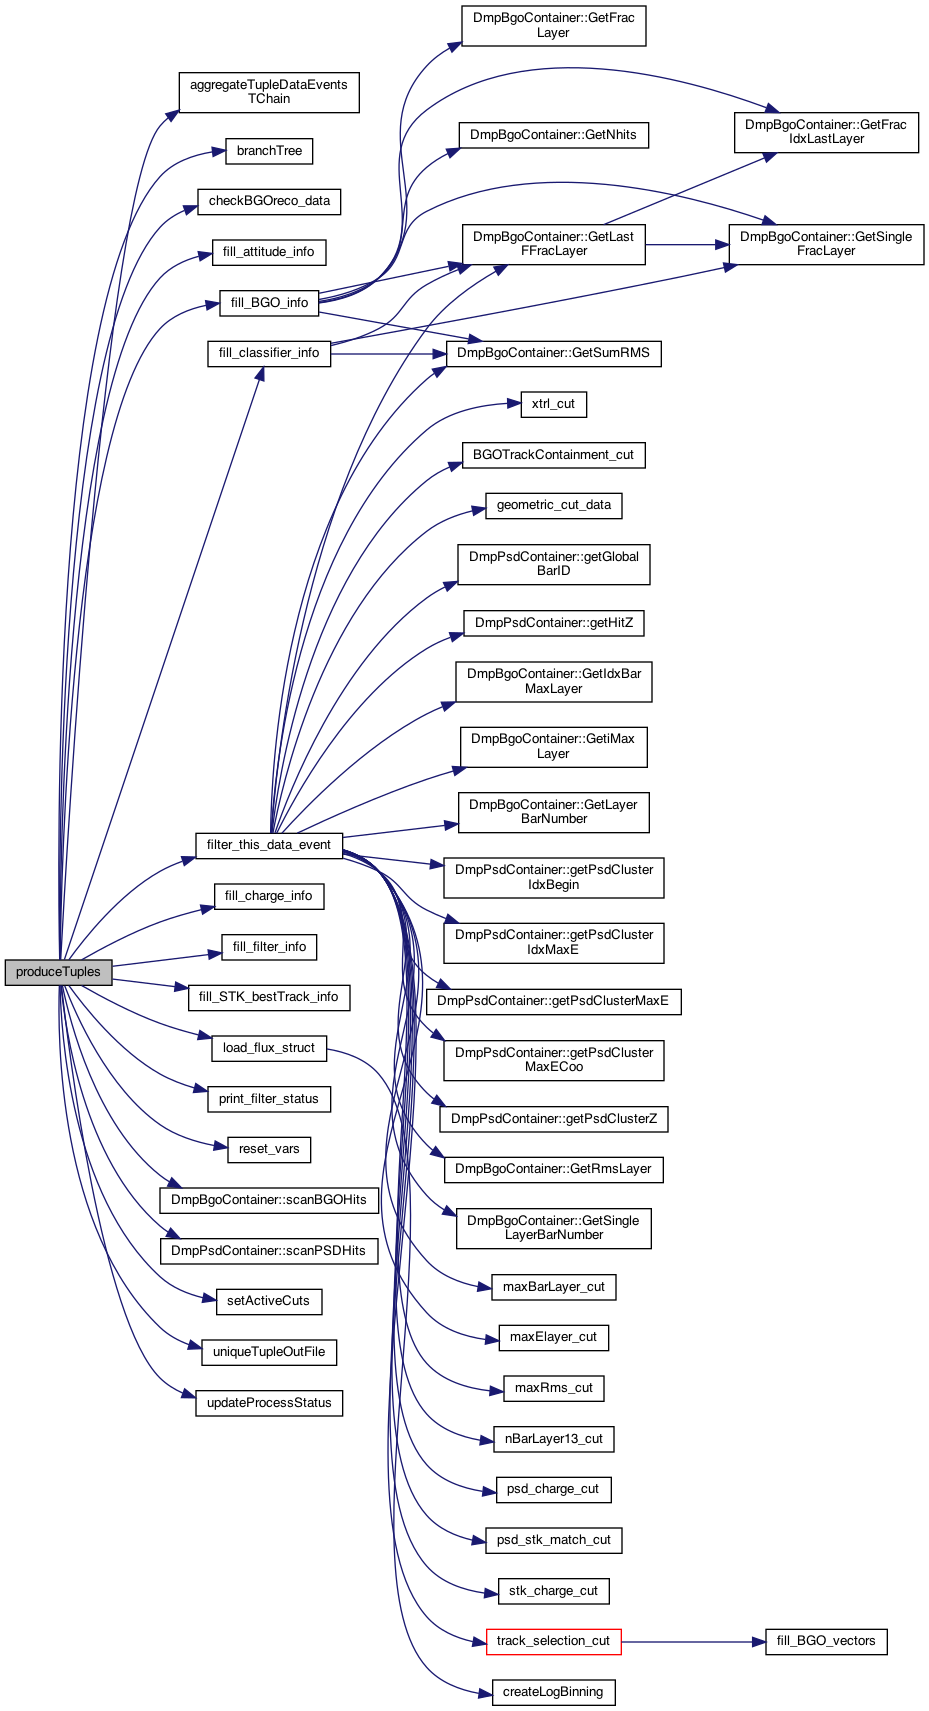 produceTuples
aggregateTupleDataEvents
TChain
branchTree
checkBGOreco_data
fill_attitude_info
fill_BGO_info
fill_classifier_info
filter_this_data_event
fill_charge_info
fill_filter_info
fill_STK_bestTrack_info
load_flux_struct
print_filter_status
reset_vars
DmpBgoContainer::scanBGOHits
DmpPsdContainer::scanPSDHits
setActiveCuts
uniqueTupleOutFile
updateProcessStatus
DmpBgoContainer::GetFrac
Layer
DmpBgoContainer::GetNhits
DmpBgoContainer::GetLast
FFracLayer
DmpBgoContainer::GetSumRMS
xtrl_cut
BGOTrackContainment_cut
geometric_cut_data
DmpPsdContainer::getGlobal
BarID
DmpPsdContainer::getHitZ
DmpBgoContainer::GetIdxBar
MaxLayer
DmpBgoContainer::GetiMax
Layer
DmpBgoContainer::GetLayer
BarNumber
DmpPsdContainer::getPsdCluster
IdxBegin
DmpPsdContainer::getPsdCluster
IdxMaxE
DmpPsdContainer::getPsdClusterMaxE
DmpPsdContainer::getPsdCluster
MaxECoo
DmpPsdContainer::getPsdClusterZ
DmpBgoContainer::GetRmsLayer
DmpBgoContainer::GetSingle
LayerBarNumber
maxBarLayer_cut
maxElayer_cut
maxRms_cut
nBarLayer13_cut
psd_charge_cut
psd_stk_match_cut
stk_charge_cut
track_selection_cut
createLogBinning
DmpBgoContainer::GetFrac
IdxLastLayer
DmpBgoContainer::GetSingle
FracLayer
fill_BGO_vectors